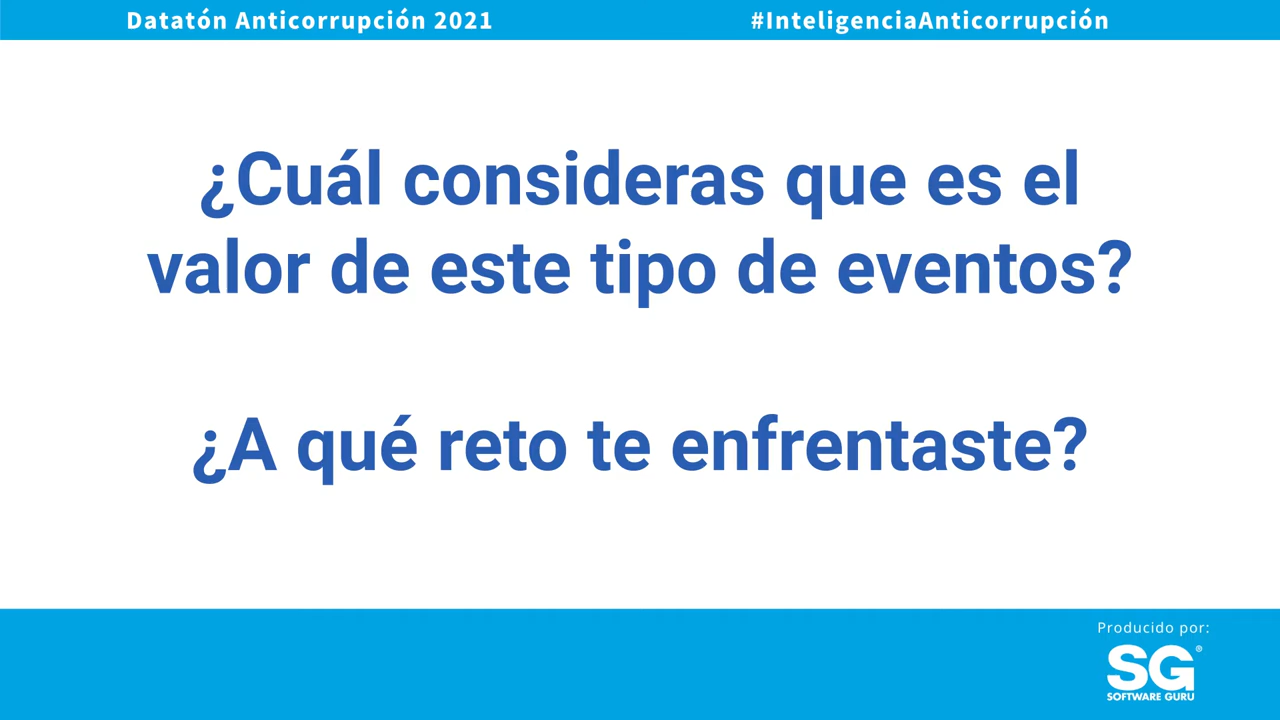 Datatón Anticorrupción 2021
#InteligenciaAnticorrupción
¿Cuál consideras que es el
valor de este tipo de eventos?
¿A qué reto te enfrentaste?
Producido por:
SG®
SOFTWARE GURU